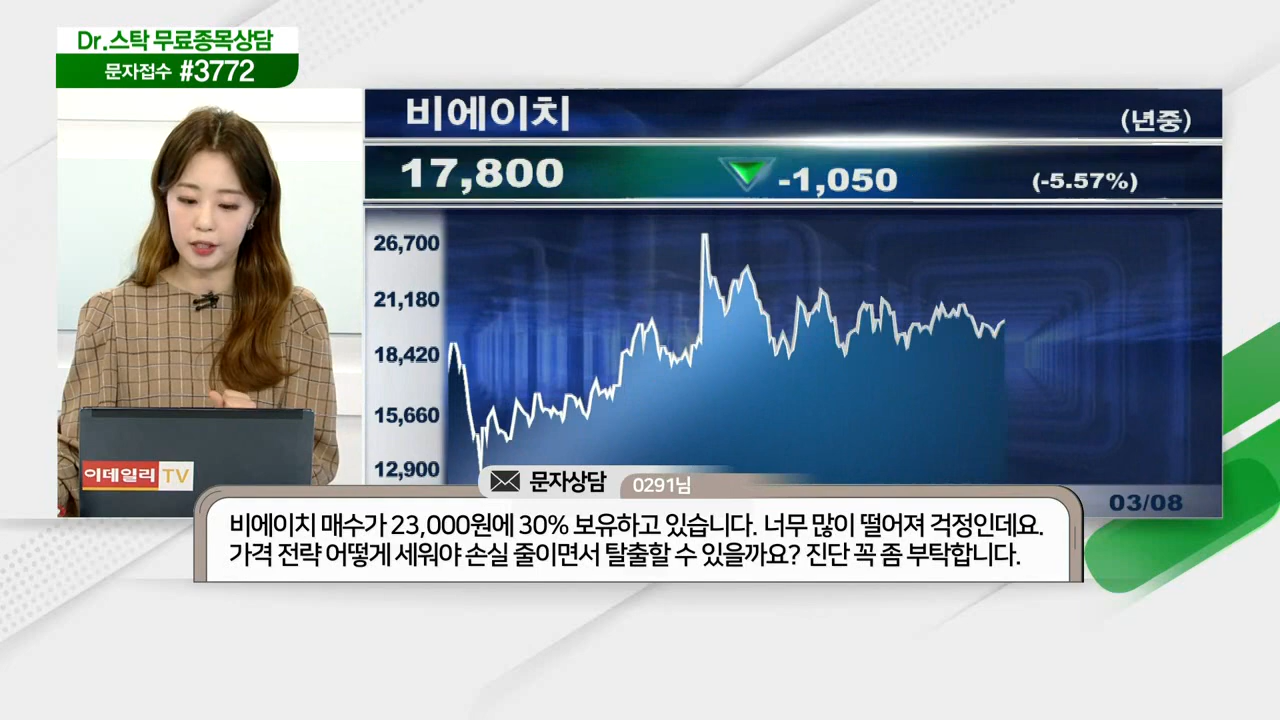 Dr.스탁 무료종목상담
문자접수 #3772
비에이치
(년중)
17,800 -1,050 (-5.57%)
26,700
21,180
18,420
15,660
12,900
03/08
이데일리 TV
문자상담 0291님
비에이치 매수가 23,000원에 30% 보유하고 있습니다. 너무 많이 떨어져 걱정인데요.
가격 전략 어떻게 세워야 손실 줄이면서 탈출할 수 있을까요? 진단 꼭 좀 부탁합니다.